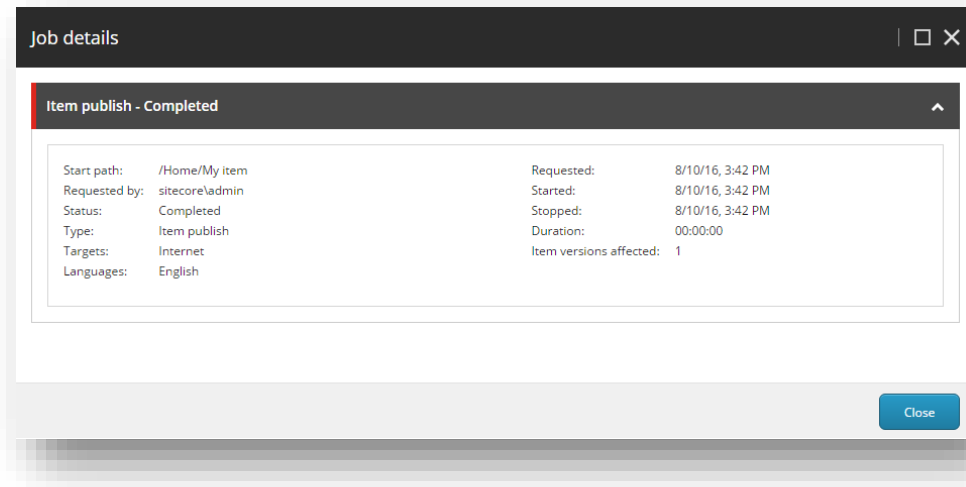 Job details
Item publish - Completed
Start path: /Home/My item
Requested by: sitecore\admin
Status: Completed
Type: Item publish
Targets: Internet
Languages: English
Requested: 8/10/16, 3:42 PM
Started: 8/10/16, 3:42 PM
Stopped: 8/10/16, 3:42 PM
Duration: 00:00:00
Item versions affected: 1
Close